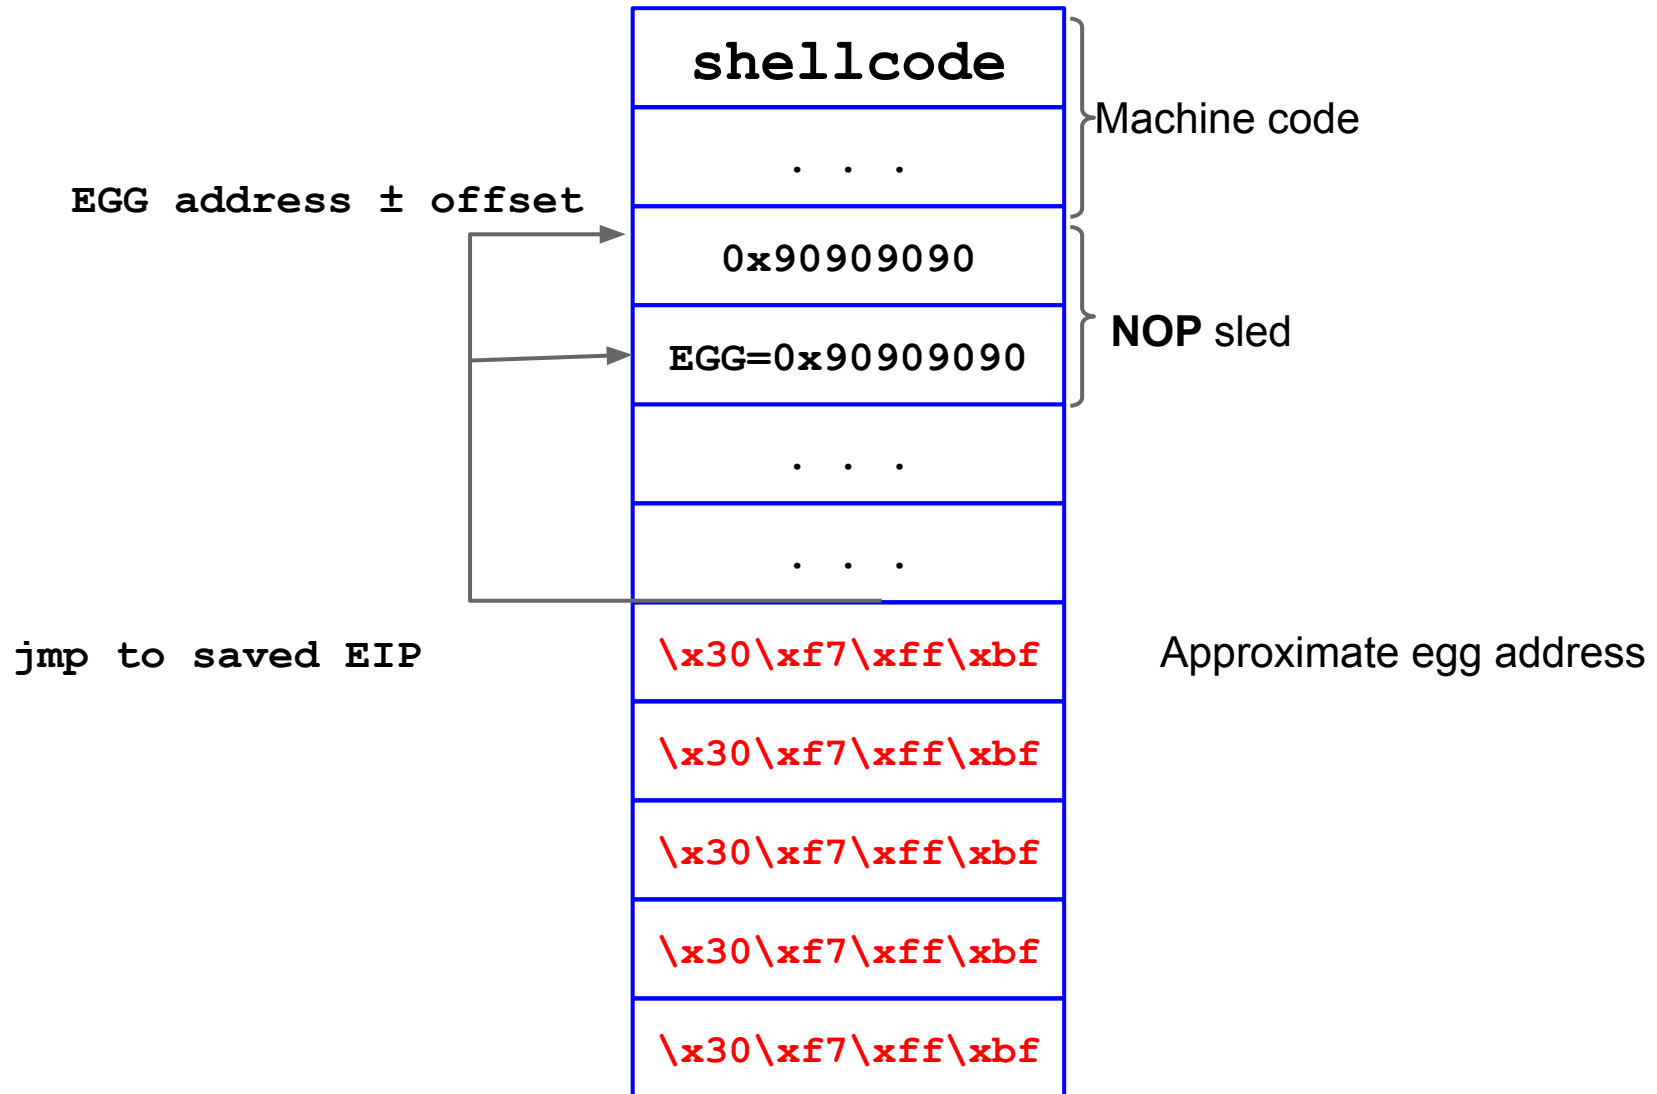 shellcode
Machine code
. . .
EGG address ± offset
0x90909090
NOP sled
EGG=0x90909090
. . .
. . .
jmp to saved EIP
\x30\xf7\xff\xbf
Approximate egg address
\x30\xf7\xff\xbf
\x30\xf7\xff\xbf
\x30\xf7\xff\xbf
\x30\xf7\xff\xbf